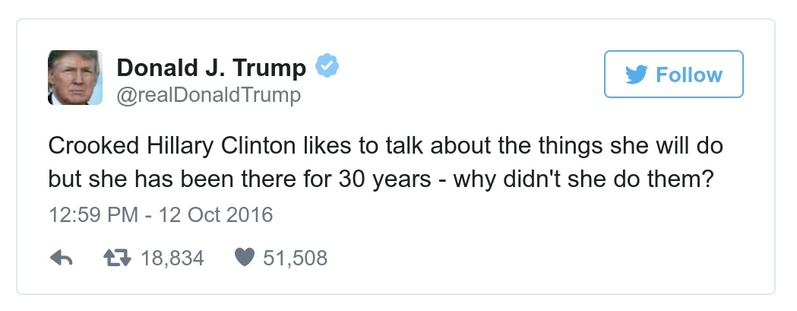 Donald J. Trump
@realDonaldTrump
Follow
Crooked Hillary Clinton likes to talk about the things she will do
but she has been there for 30 years - why didn't she do them?
12:59 PM - 12 Oct 2016
18,834 51,508